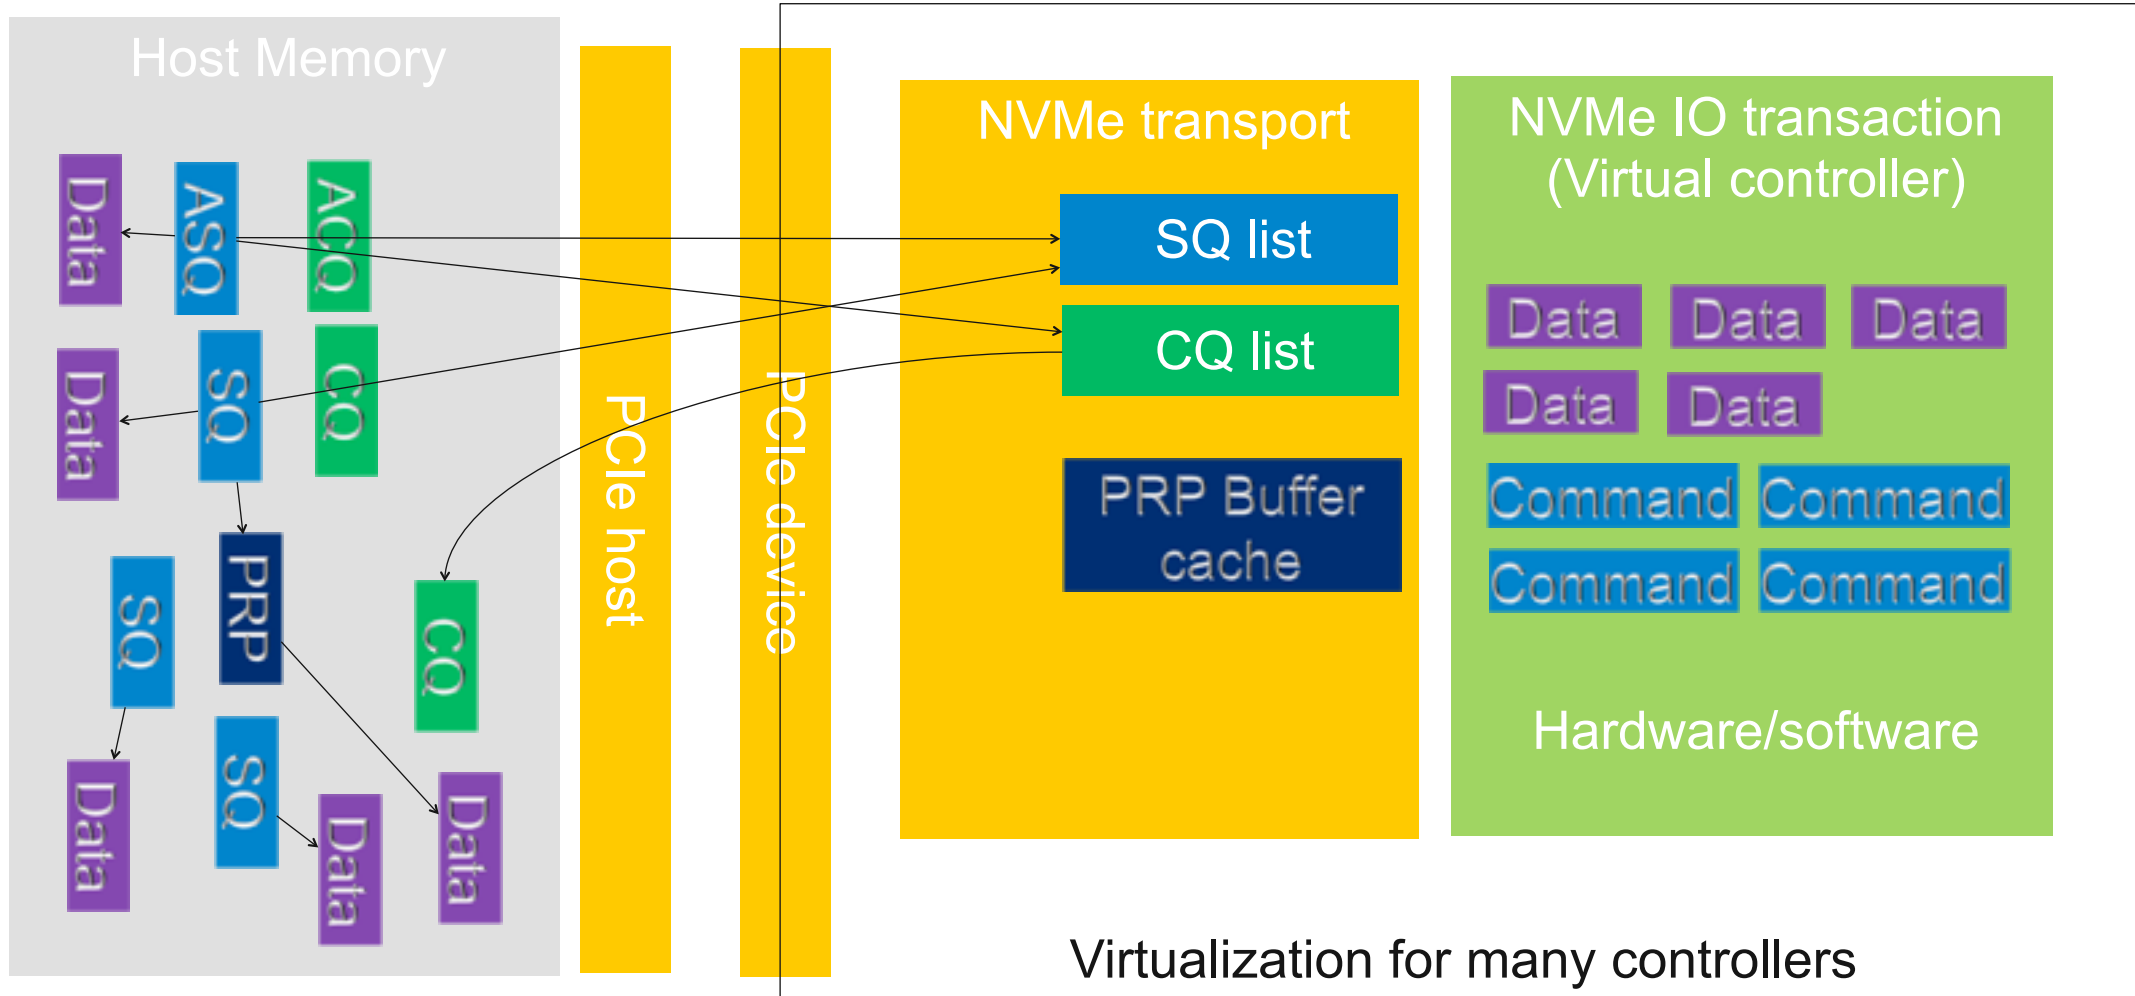 Host Memory
Data
ASQ
ACQ
Data
SQ
CQ
SQ
PRP
CQ
Data
SQ
Data
Data
PCIe host
PCIe device
NVMe transport
SQ list
CQ list
PRP Buffer
cache
NVMe IO transaction
(Virtual controller)
Data Data Data
Data Data
Command Command
Command Command
Hardware/software
Virtualization for many controllers